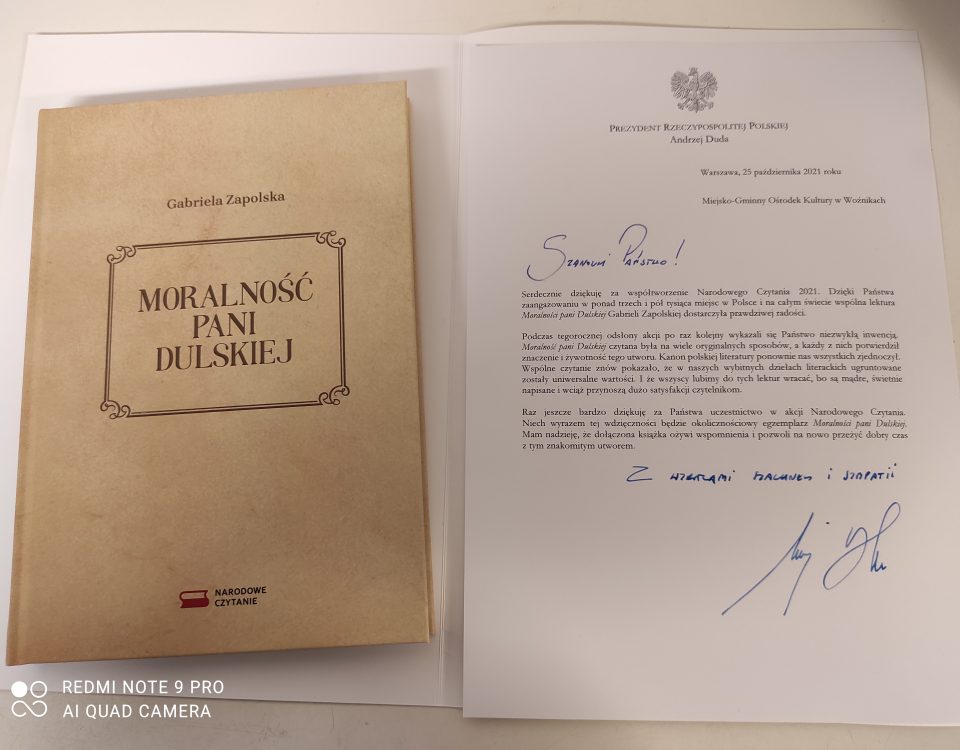 Gabriela Zapolska
MORALNOŚĆ
PANI
DULSKIEJ
NARODOWE
CZYTANIE
PREZYDENT RZECZYPOSPOLITEJ POLSKIEJ
Andrzej Duda
Warszawa, 25 października 2021 roku
Miejsko-Gminny Ośrodek Kultury w Woźnikach
SZANOWNI PAŃSTWO!
Serdecznie dziękuję za współtworzenie Narodowego Czytania 2021. Dzięki Państwa
zaangażowaniu w ponad trzech i pół tysiąca miejsc w Polsce i na całym świecie wspólna lektura
Moralności pani Dulskiej Gabrieli Zapolskiej dostarczyła prawdziwej radości.
Podczas tegorocznej odsłony akcji po raz kolejny wykazali się Państwo niezwykłą inwencją.
Moralność pani Dulskiej czytana była na wiele oryginalnych sposobów, a każdy z nich potwierdził
znaczenie i żywotność tego utworu. Kanon polskiej literatury ponownie nas wszystkich zjednoczył.
Wspólne czytanie znów pokazało, że w naszych wybitnych dziełach literackich ugruntowane
zostały uniwersalne wartości. I że wszyscy lubimy do tych lektur wracać, bo są mądre, świetnie
napisane i wciąż przynoszą dużo satysfakcji czytelnikom.
Raz jeszcze bardzo dziękuję za Państwa uczestnictwo w akcji Narodowego Czytania.
Niech wyrazem tej wdzięczności będzie okolicznościowy egzemplarz Moralności pani Dulskiej.
Mam nadzieję, że dołączona książka ożywi wspomnienia i pozwoli na nowo przeżyć dobry czas
z tym znakomitym utworem.
Z WYRAZAMI SZACUNKU I SYMPATII
REDMI NOTE 9 PRO
AI QUAD CAMERA